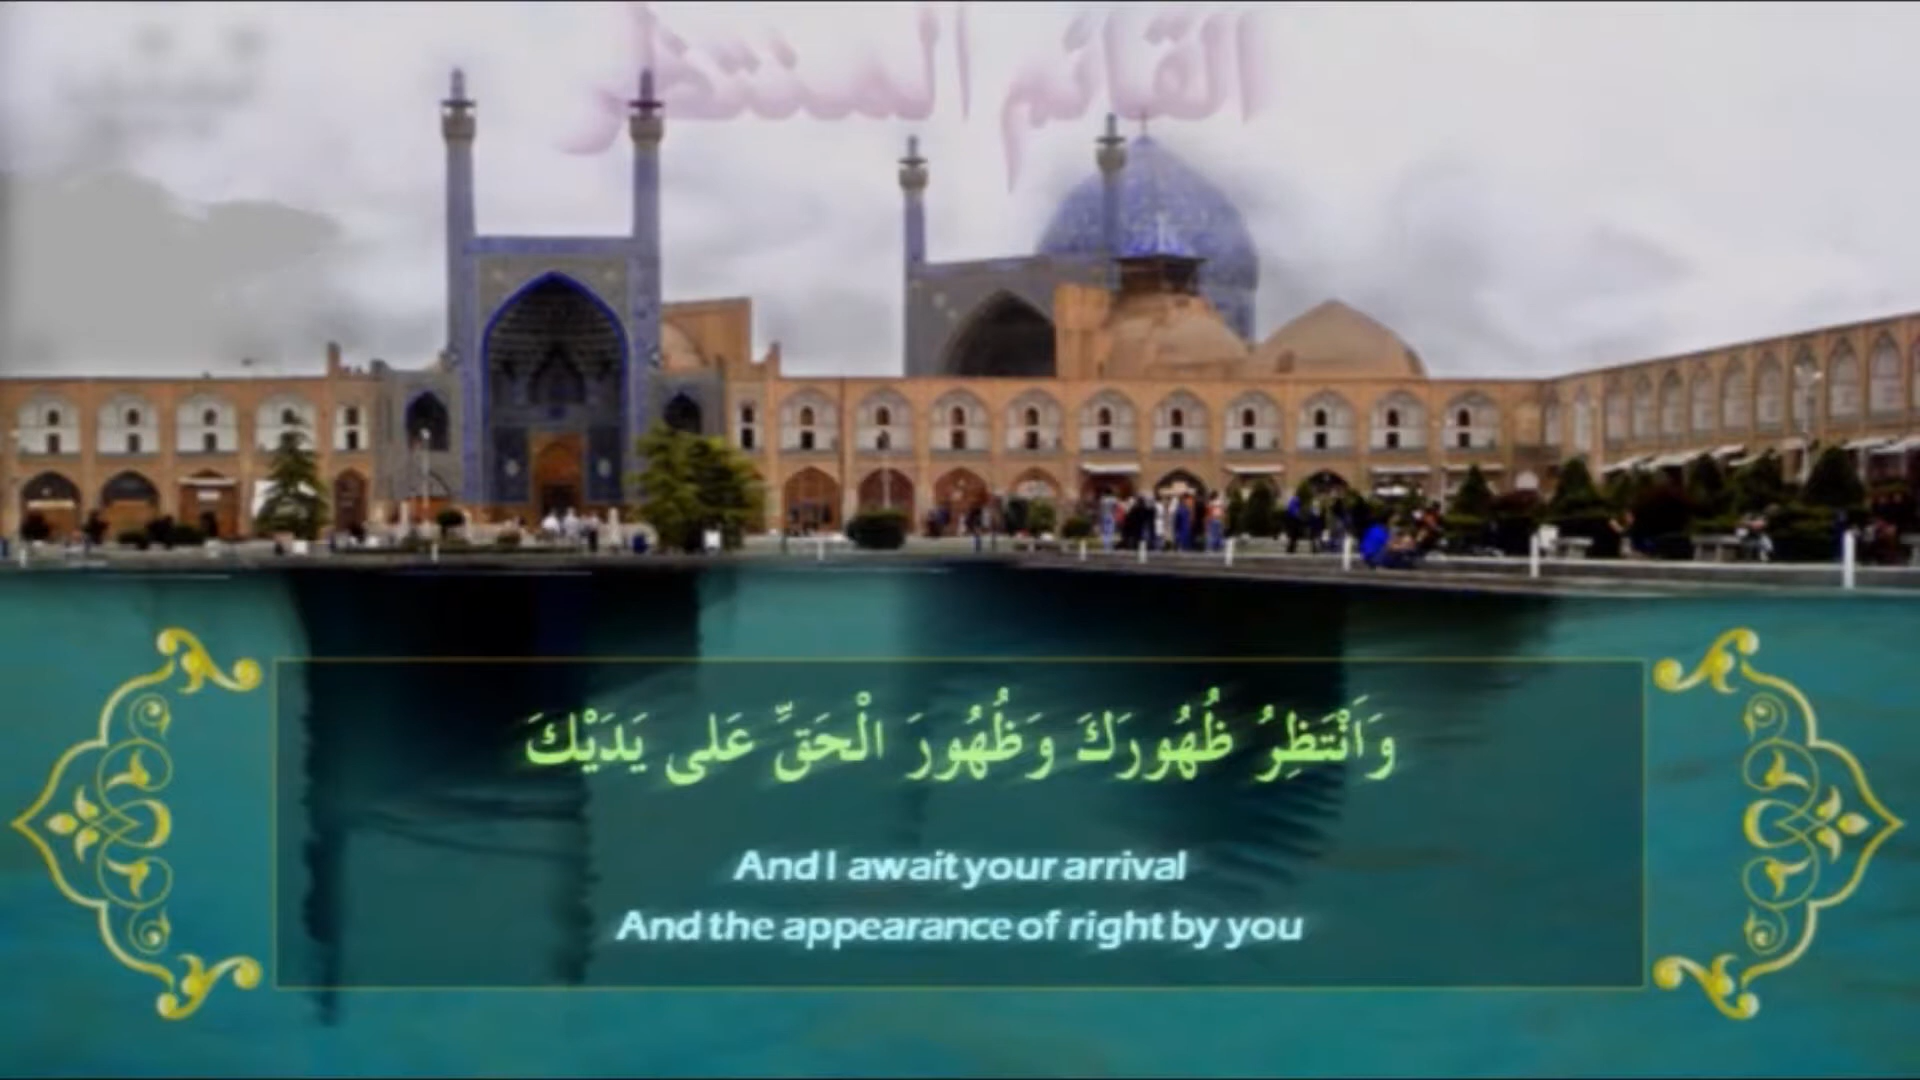 القائم المنتظر
وَاَنْتَظِرُ ظُهُورَكَ وَظُهُورَ الْحَقِّ عَلى يَدَيْكَ
And I await your arrival
And the appearance of right by you